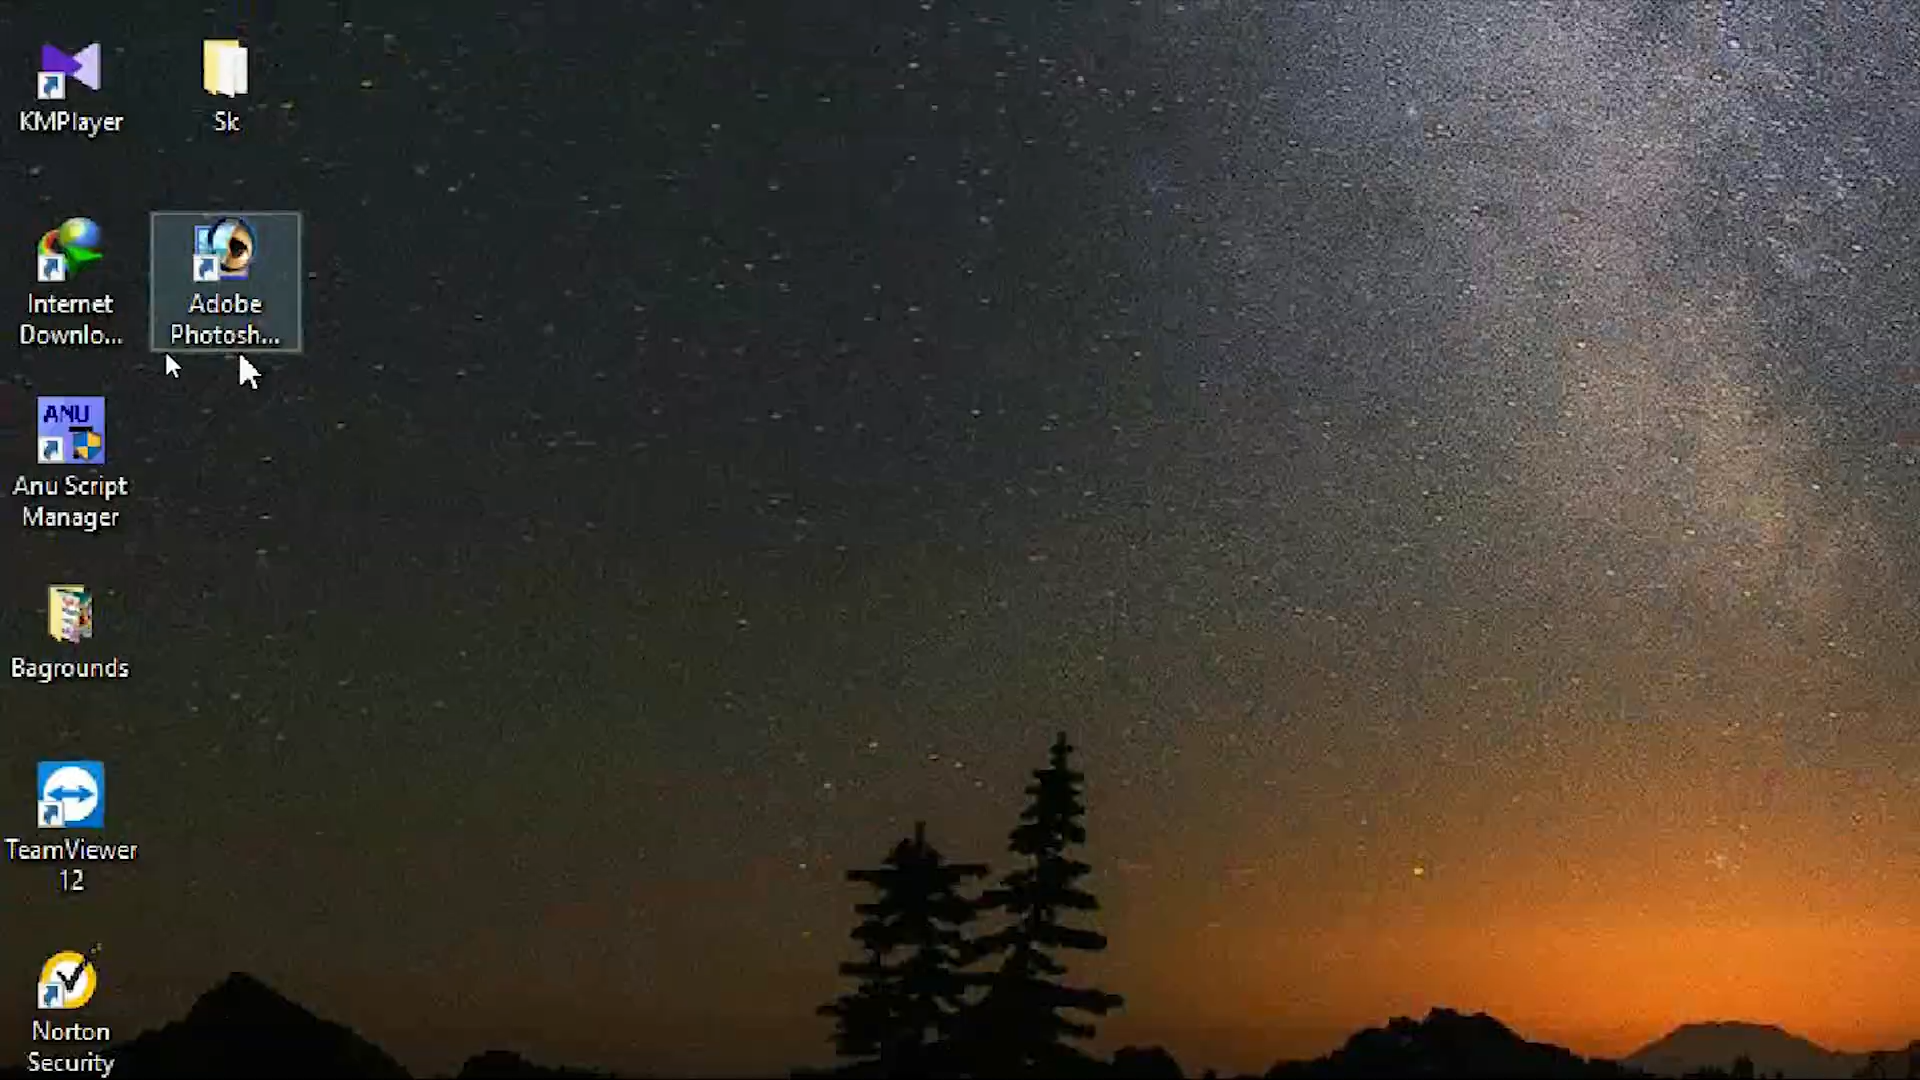 KMPlayer
Sk
Internet
Downlo...
Adobe
Photosh...
ANU
Anu Script
Manager
Bagrounds
TeamViewer
12
Norton
Security